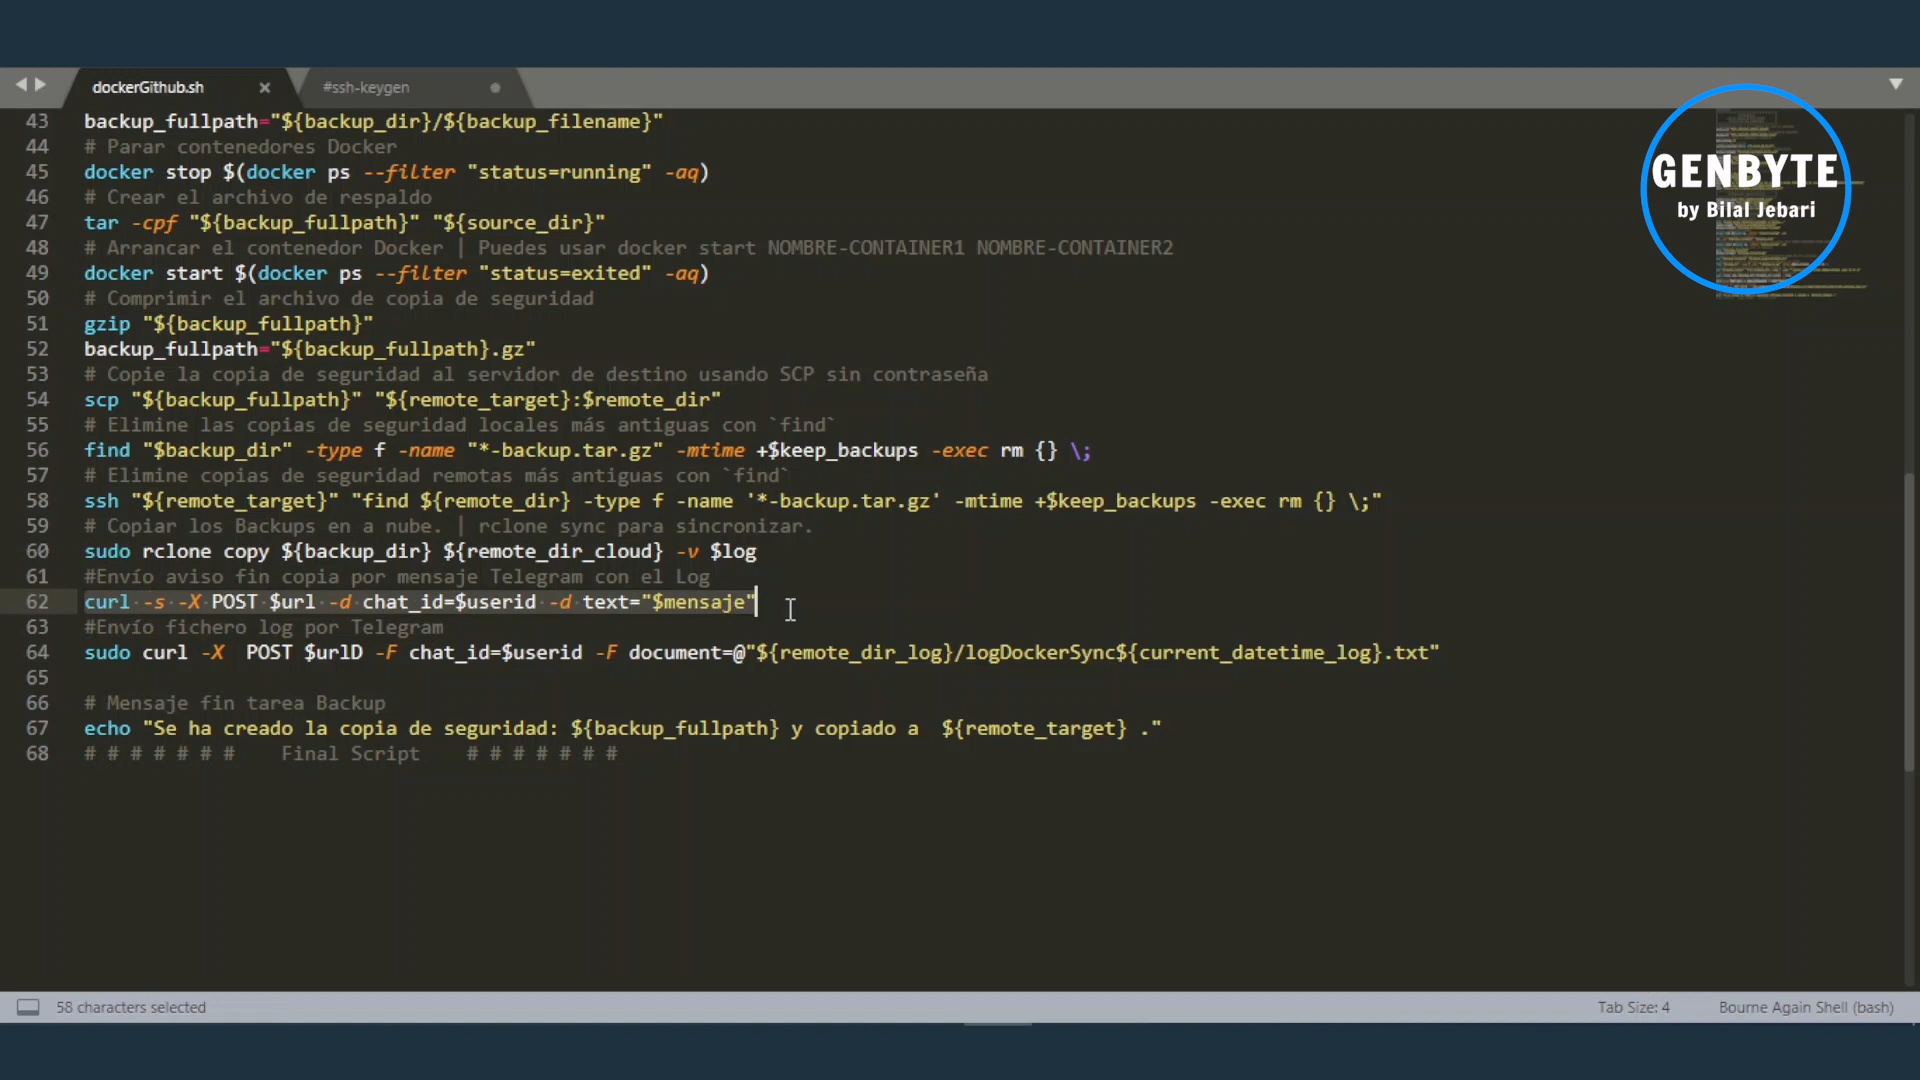 dockerGithub.sh
#ssh-keygen
GENBYTE
by Bilal Jebari
43 backup_fullpath="${backup_dir}/${backup_filename}"
44 # Parar contenedores Docker
45 docker stop $(docker ps --filter "status=running" -aq)
46 # Crear el archivo de respaldo
47 tar -cpf "${backup_fullpath}" "${source_dir}"
48 # Arrancar el contenedor Docker | Puedes usar docker start NOMBRE-CONTAINER1 NOMBRE-CONTAINER2
49 docker start $(docker ps --filter "status=exited" -aq)
50 # Comprimir el archivo de copia de seguridad
51 gzip "${backup_fullpath}"
52 backup_fullpath="${backup_fullpath}.gz"
53 # Copie la copia de seguridad al servidor de destino usando SCP sin contraseña
54 scp "${backup_fullpath}" "${remote_target}:$remote_dir"
55 # Elimine las copias de seguridad locales más antiguas con `find`
56 find "$backup_dir" -type f -name "*-backup.tar.gz" -mtime +$keep_backups -exec rm {} \;
57 # Elimine copias de seguridad remotas más antiguas con `find`
58 ssh "${remote_target}" "find ${remote_dir} -type f -name '*-backup.tar.gz' -mtime +$keep_backups -exec rm {} \;"
59 # Copiar los Backups en a nube. | rclone sync para sincronizar.
60 sudo rclone copy ${backup_dir} ${remote_dir_cloud} -v $log
61 #Envío aviso fin copia por mensaje Telegram con el Log
62 curl -s -X POST $url -d chat_id=$userid -d text="$mensaje"
63 #Envío fichero log por Telegram
64 sudo curl -X  POST $urlD -F chat_id=$userid -F document=@"${remote_dir_log}/logDockerSync${current_datetime_log}.txt"
65
66 # Mensaje fin tarea Backup
67 echo "Se ha creado la copia de seguridad: ${backup_fullpath} y copiado a  ${remote_target} ."
68 # # # # # # #    Final Script    # # # # # # #
58 characters selected
Tab Size: 4
Bourne Again Shell (bash)